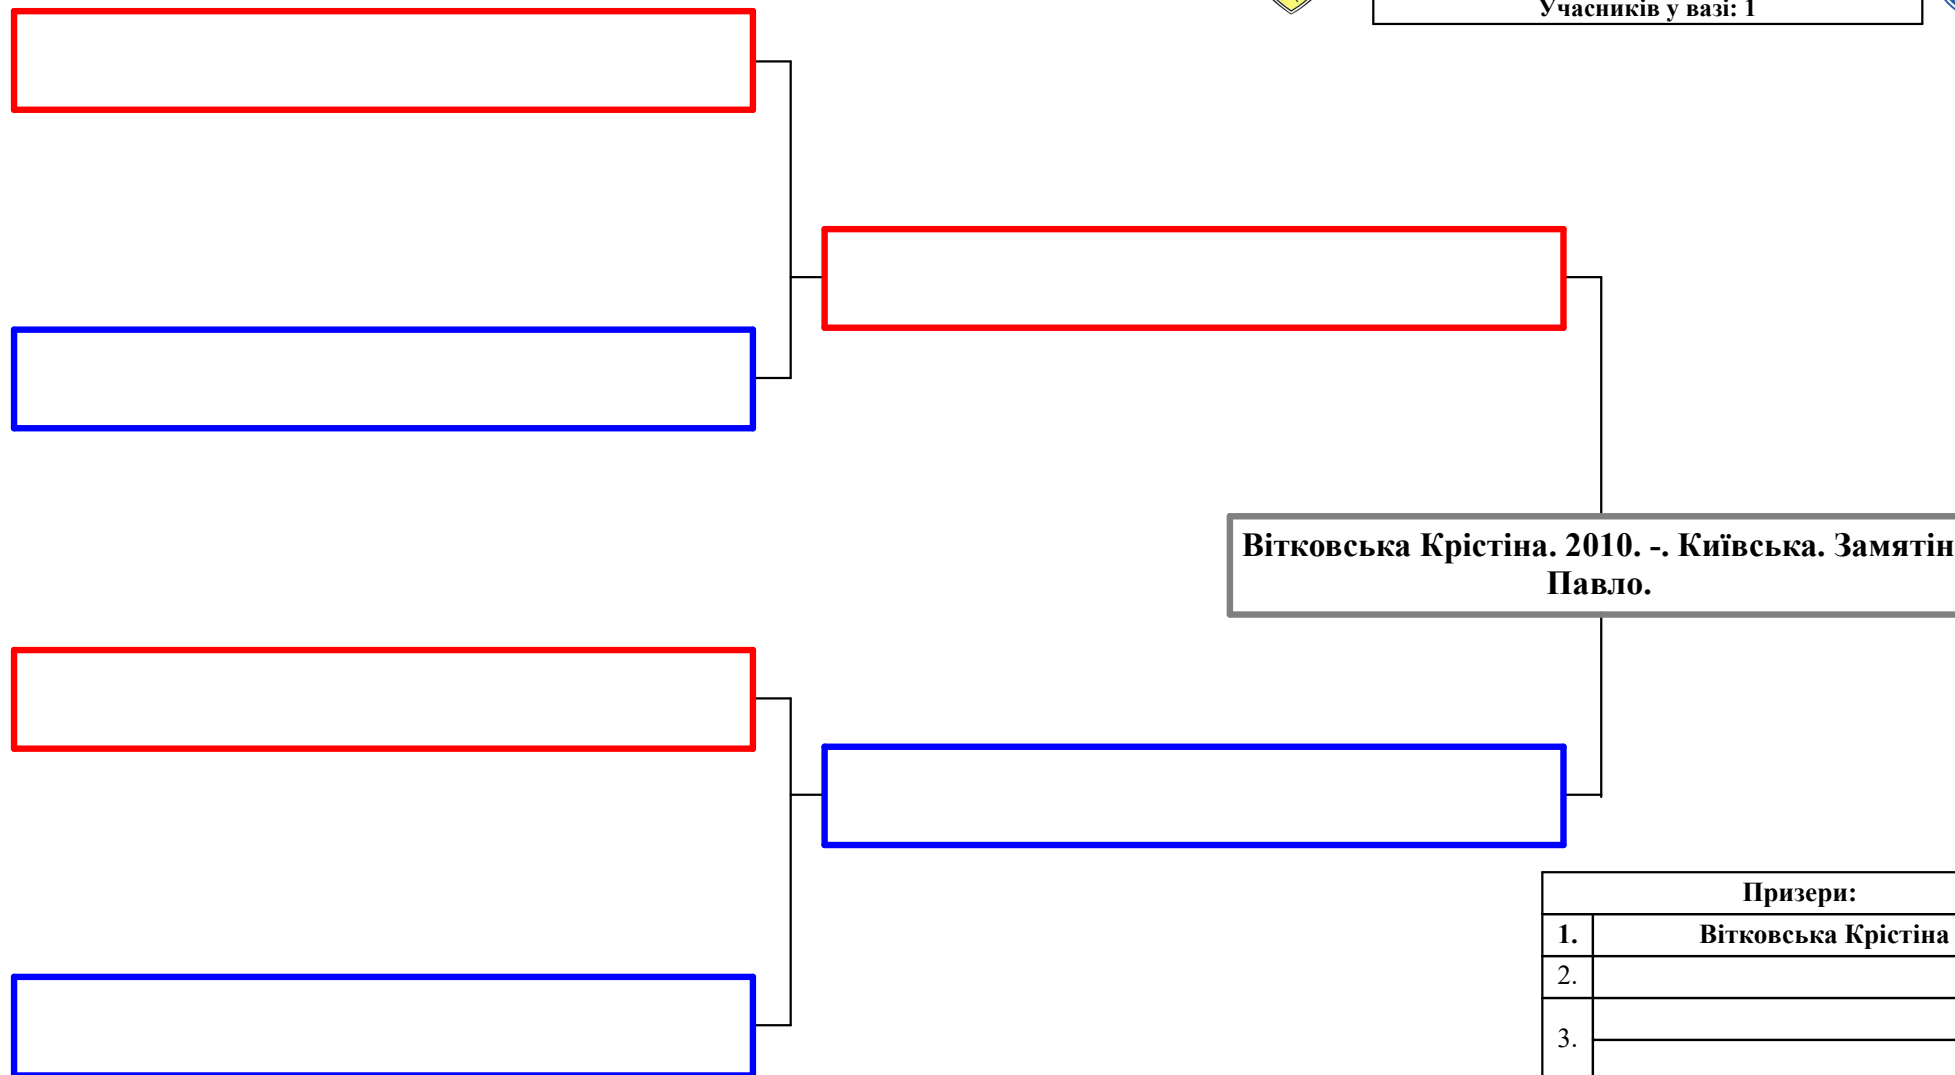 Учасників у вазі: 1
Вітковська Крістіна. 2010. -. Київська. Замятін
Павло.
Призери:
1. Вітковська Крістіна
2.
3.